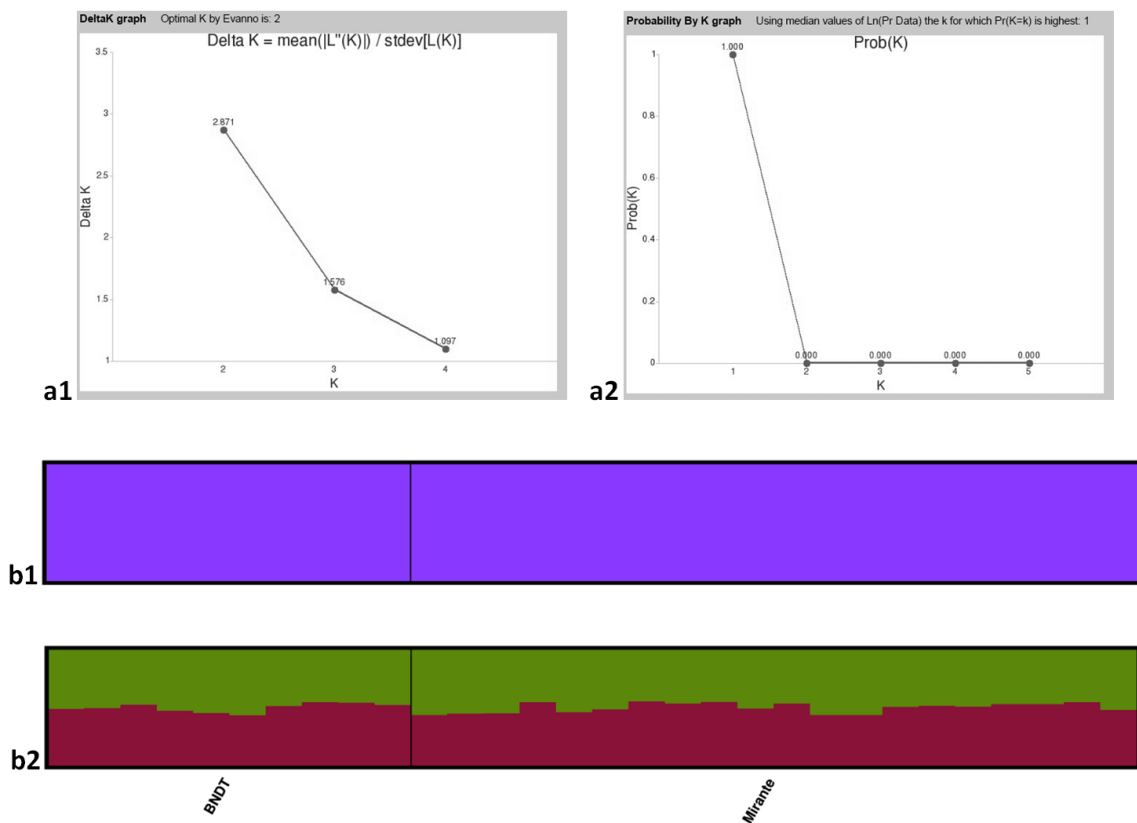 DeltaK graph Optimal K by Evanno is: 2
Delta K = mean(|L"(K)|) / stdev[L(K)]
3.5
3
2.5
2
1.5
1
Delta K
2.871
1.576
1.097
2 3 4
K
a1
Probability By K graph Using median values of Ln(Pr Data) the k for which Pr(K=k) is highest: 1
Prob(K)
1
0.8
0.6
0.4
0.2
0
Prob(K)
1.000
0.000 0.000 0.000 0.000
1 2 3 4 5
K
a2
b1
b2
BNDT
Mirante